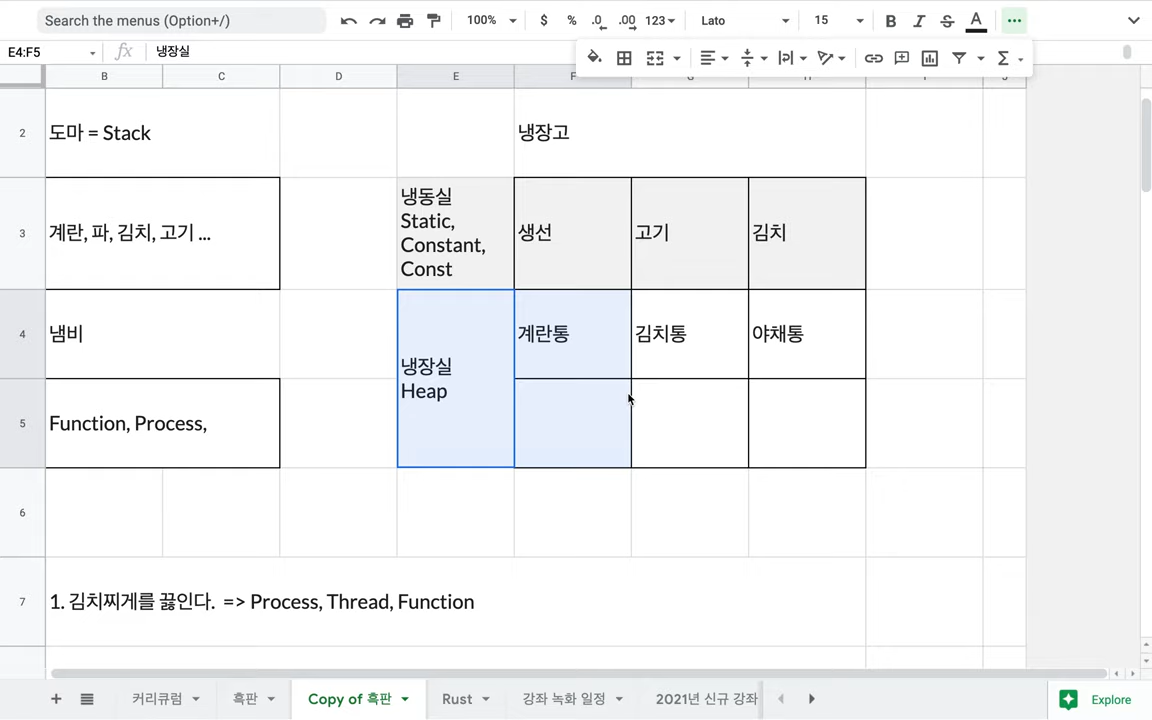 Search the menus (Option+/)
100%
$ % .0 .00 123
Lato
15
B I S A
E4:F5
fx
냉장실
B C D E F
2
도마 = Stack
냉장고
3
계란, 파, 김치, 고기 ...
냉동실
Static,
Constant,
Const
생선
고기
김치
4
냄비
냉장실
Heap
계란통
김치통
야채통
5
Function, Process,
6
7
1. 김치찌게를 끓인다. => Process, Thread, Function
커리큐럼
흑판
Copy of 흑판
Rust
강좌 녹화 일정
2021년 신규 강좌
Explore